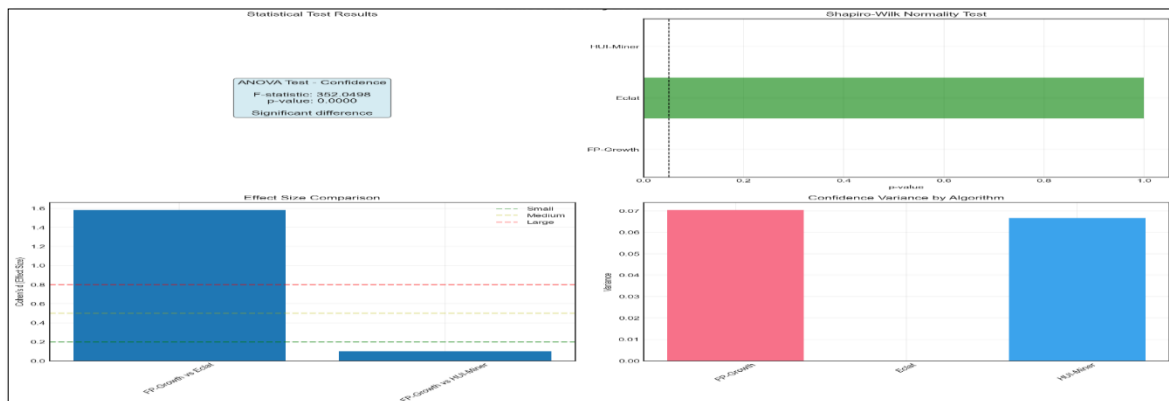 Statistical Test Results
ANOVA Test - Confidence
F-statistic: 352.0498
p-value: 0.0000
Significant difference
Shapiro-Wilk Normality Test
HUI-Miner
Eclat
FP-Growth
0.0 0.2 0.4 0.6 0.8 1.0
p-value
Effect Size Comparison
Cohen's d (Effect Size)
1.6
1.4
1.2
1.0
0.8
0.6
0.4
0.2
0.0
Small
Medium
Large
FP-Growth vs Eclat
FP-Growth vs HUI-Miner
Confidence Variance by Algorithm
Variance
0.07
0.06
0.05
0.04
0.03
0.02
0.01
0.00
FP-Growth
Eclat
HUI-Miner